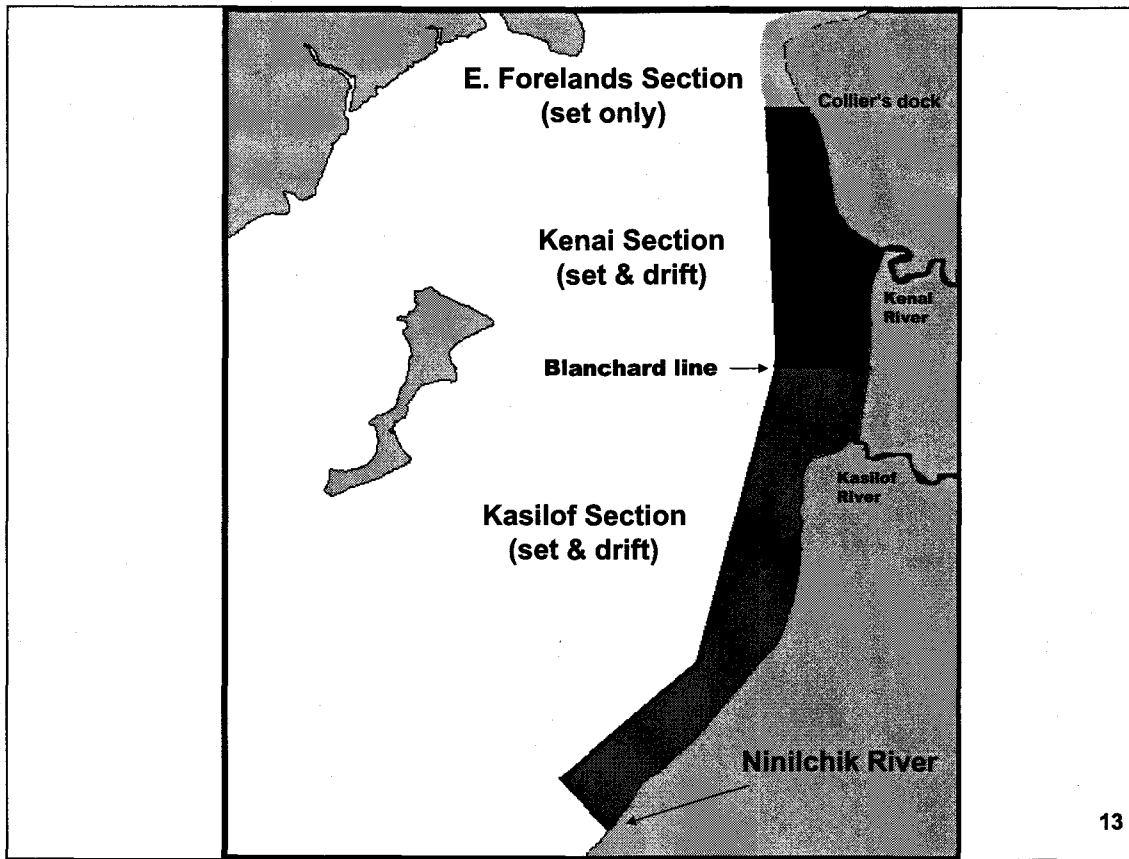 E. Forelands Section
(set only)
Collier's dock
Kenai Section
(set & drift)
Kenai
River
Blanchard line
Kasilof
River
Kasilof Section
(set & drift)
Ninilchik River
13